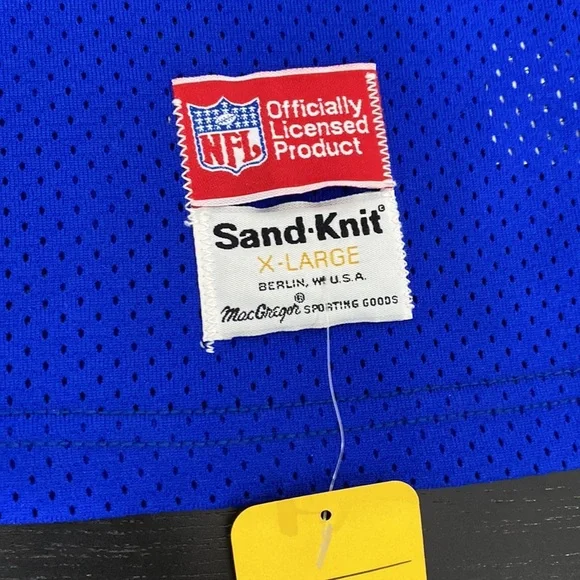 NFL
Officially
Licensed
Product
Sand·Knit®
X-LARGE
BERLIN, WI U.S.A.
MacGregor® SPORTING GOODS